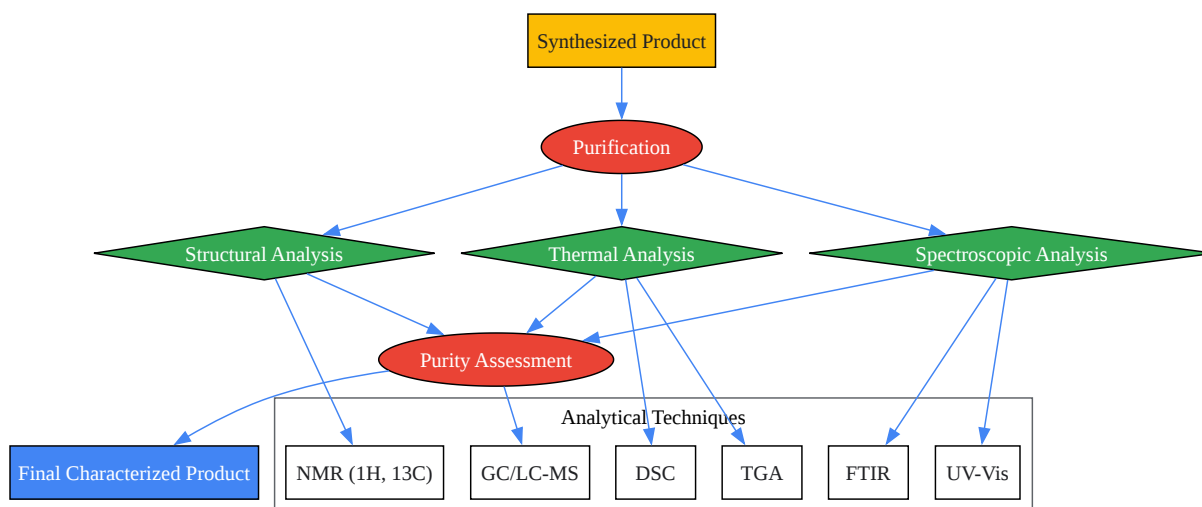 Synthesized Product
Purification
Structural Analysis
Thermal Analysis
Spectroscopic Analysis
Purity Assessment
Analytical Techniques
Final Characterized Product
NMR (1H, 13C)
GC/LC-MS
DSC
TGA
FTIR
UV-Vis